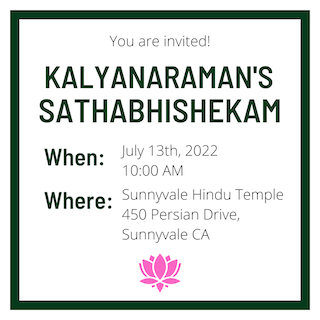 You are invited!
KALYANARAMAN'S
SATHABHISHEKAM
When: July 13th, 2022
10:00 AM
Where: Sunnyvale Hindu Temple
450 Persian Drive,
Sunnyvale CA